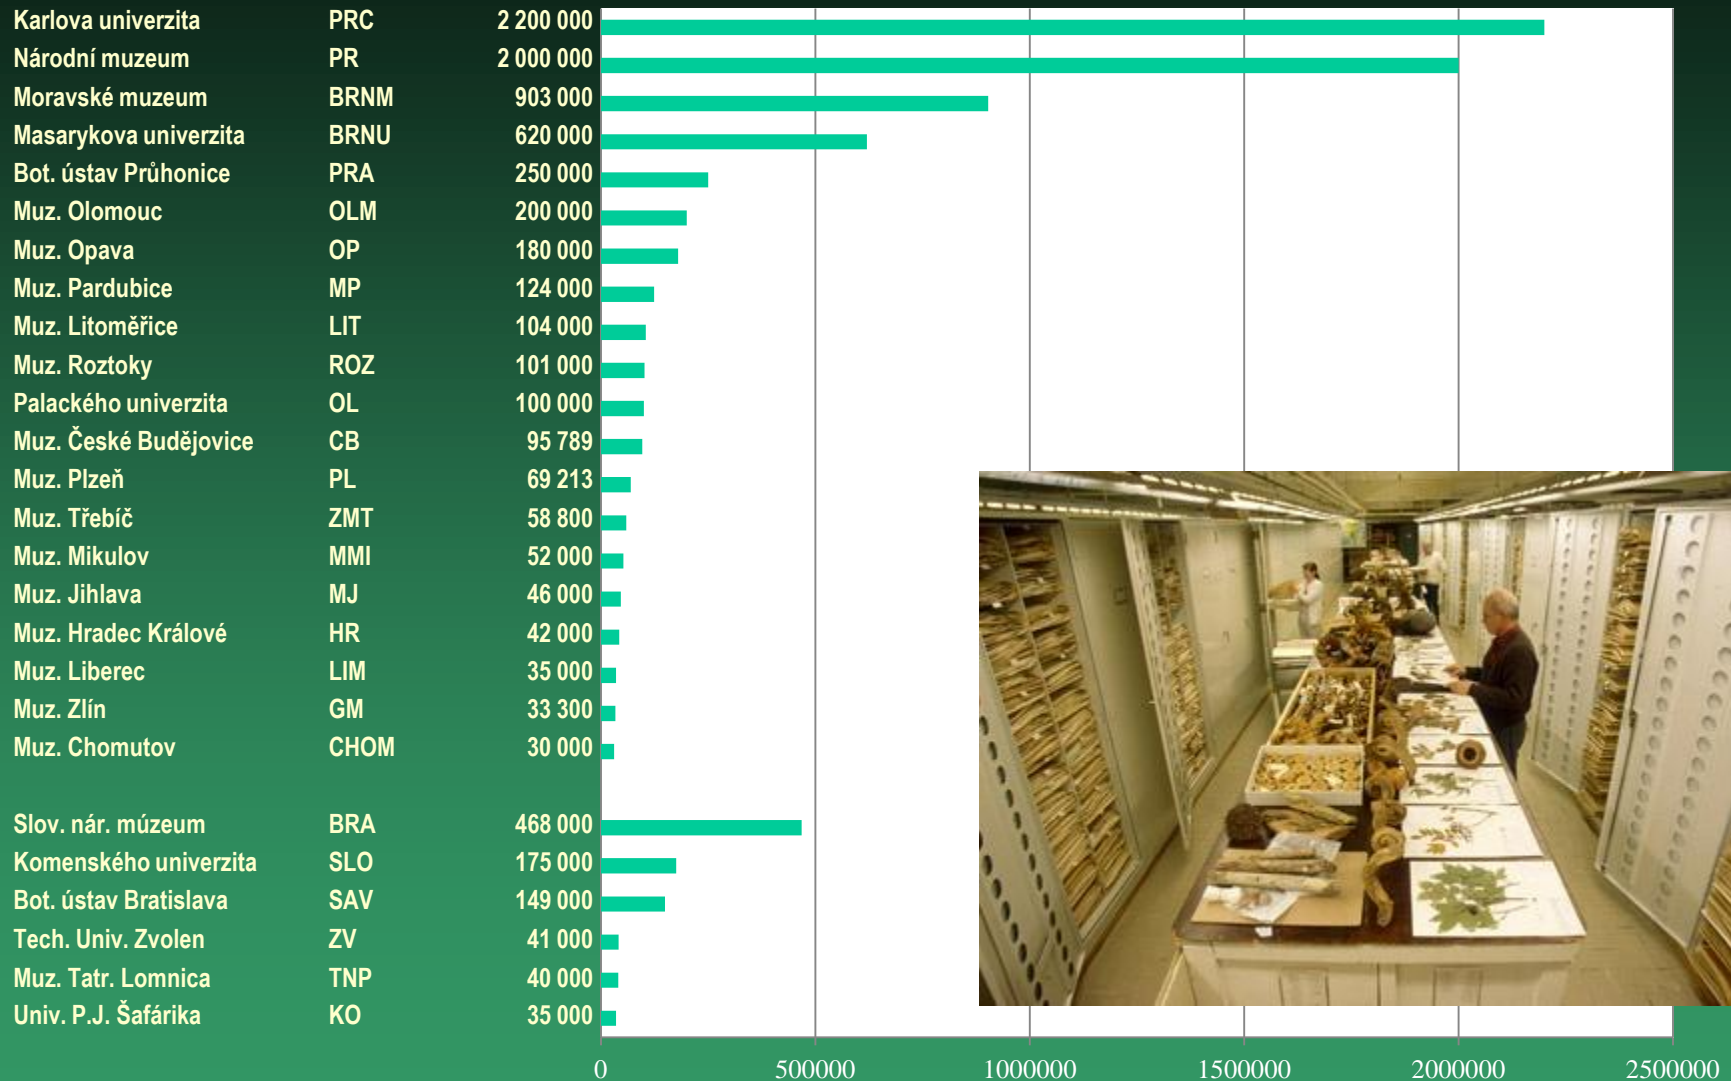 Karlova univerzita PRC 2 200 000
Národní muzeum PR 2 000 000
Moravské muzeum BRNM 903 000
Masarykova univerzita BRNU 620 000
Bot. ústav Průhonice PRA 250 000
Muz. Olomouc OLM 200 000
Muz. Opava OP 180 000
Muz. Pardubice MP 124 000
Muz. Litoměřice LIT 104 000
Muz. Roztoky ROZ 101 000
Palackého univerzita OL 100 000
Muz. České Budějovice CB 95 789
Muz. Plzeň PL 69 213
Muz. Třebíč ZMT 58 800
Muz. Mikulov MMI 52 000
Muz. Jihlava MJ 46 000
Muz. Hradec Králové HR 42 000
Muz. Liberec LIM 35 000
Muz. Zlín GM 33 300
Muz. Chomutov CHOM 30 000
Slov. nár. múzeum BRA 468 000
Komenského univerzita SLO 175 000
Bot. ústav Bratislava SAV 149 000
Tech. Univ. Zvolen ZV 41 000
Muz. Tatr. Lomnica TNP 40 000
Univ. P.J. Šafárika KO 35 000
0 500000 1000000 1500000 2000000 2500000